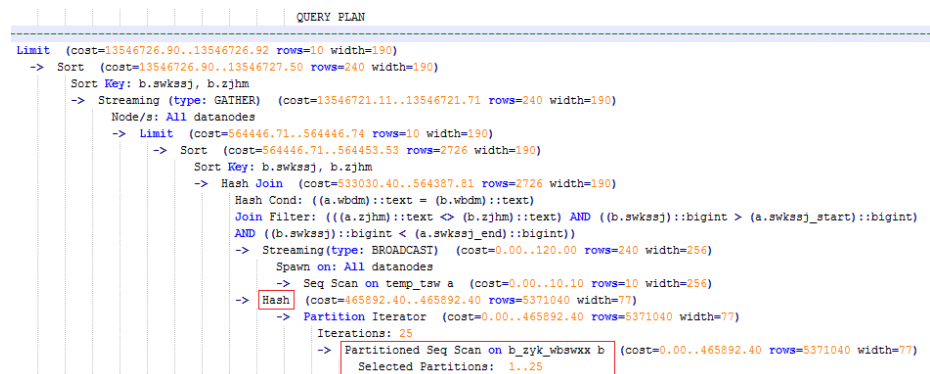 QUERY PLAN
Limit (cost=13546726.90..13546726.92 rows=10 width=190)
-> Sort (cost=13546726.90..13546727.50 rows=240 width=190)
Sort Key: b.swkssj, b.zjhm
-> Streaming (type: GATHER) (cost=13546721.11..13546721.71 rows=240 width=190)
Node/s: All datanodes
-> Limit (cost=564446.71..564446.74 rows=10 width=190)
-> Sort (cost=564446.71..564453.53 rows=2726 width=190)
Sort Key: b.swkssj, b.zjhm
-> Hash Join (cost=533030.40..564387.81 rows=2726 width=190)
Hash Cond: ((a.wbdm)::text = (b.wbdm)::text)
Join Filter: (((a.zjhm)::text <> (b.zjhm)::text) AND ((b.swkssj)::bigint > (a.swkssj_start)::bigint)
AND ((b.swkssj)::bigint < (a.swkssj_end)::bigint))
-> Streaming(type: BROADCAST) (cost=0.00..120.00 rows=240 width=256)
Spawn on: All datanodes
-> Seq Scan on temp_tsw a (cost=0.00..10.10 rows=10 width=256)
-> Hash (cost=465892.40..465892.40 rows=5371040 width=77)
-> Partition Iterator (cost=0.00..465892.40 rows=5371040 width=77)
Iterations: 25
-> Partitioned Seq Scan on b_zyk_wbswxx b (cost=0.00..465892.40 rows=5371040 width=77)
Selected Partitions: 1..25